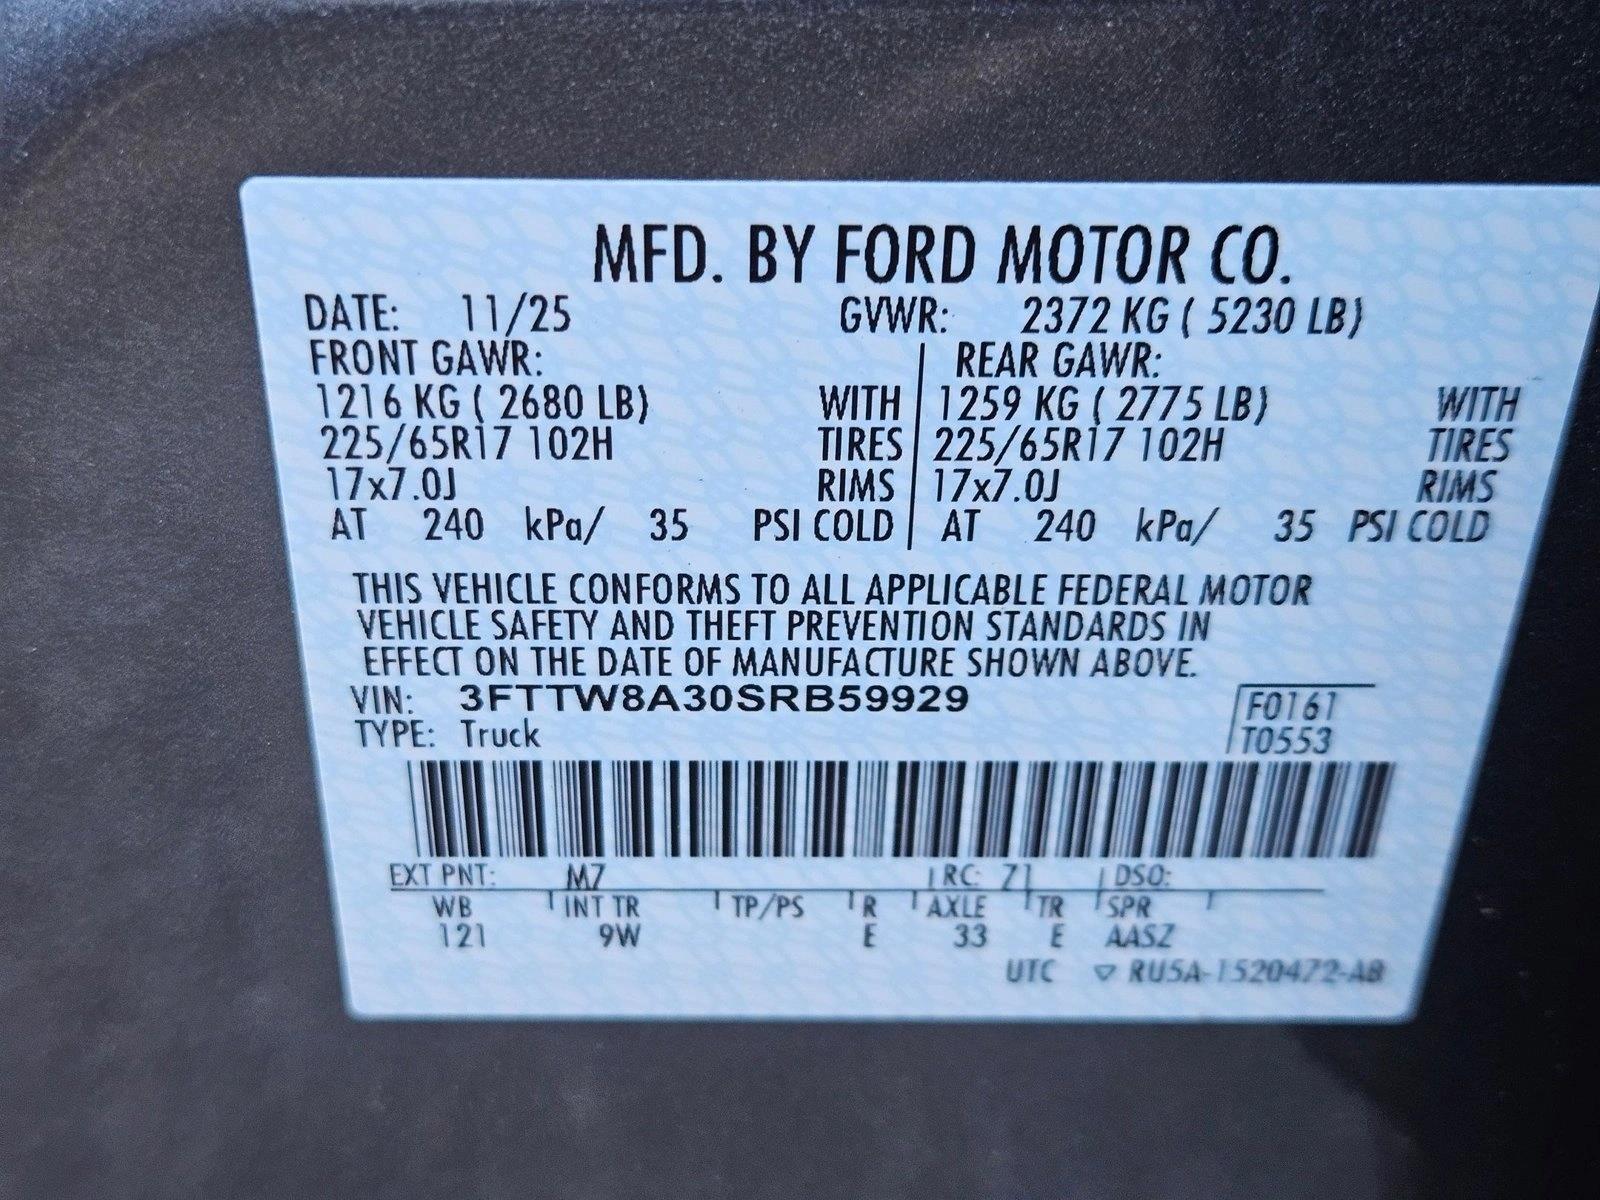 MFD. BY FORD MOTOR CO.
DATE: 11/25 GVWR: 2372 KG ( 5230 LB)
FRONT GAWR: REAR GAWR:
1216 KG ( 2680 LB) WITH 1259 KG ( 2775 LB) WITH
225/65R17 102H TIRES 225/65R17 102H TIRES
17x7.0J RIMS 17x7.0J RIMS
AT 240 kPa/ 35 PSI COLD AT 240 kPa/ 35 PSI COLD
THIS VEHICLE CONFORMS TO ALL APPLICABLE FEDERAL MOTOR
VEHICLE SAFETY AND THEFT PREVENTION STANDARDS IN
EFFECT ON THE DATE OF MANUFACTURE SHOWN ABOVE.
VIN: 3FTTW8A30SRB59929 F0161
TYPE: Truck T0553
EXT PNT: M7 RC: 71 DSO:
WB INT TR TP/PS R AXLE TR SPR
121 9W E 33 E AASZ
UTC ▽ RU5A-1520472-AB